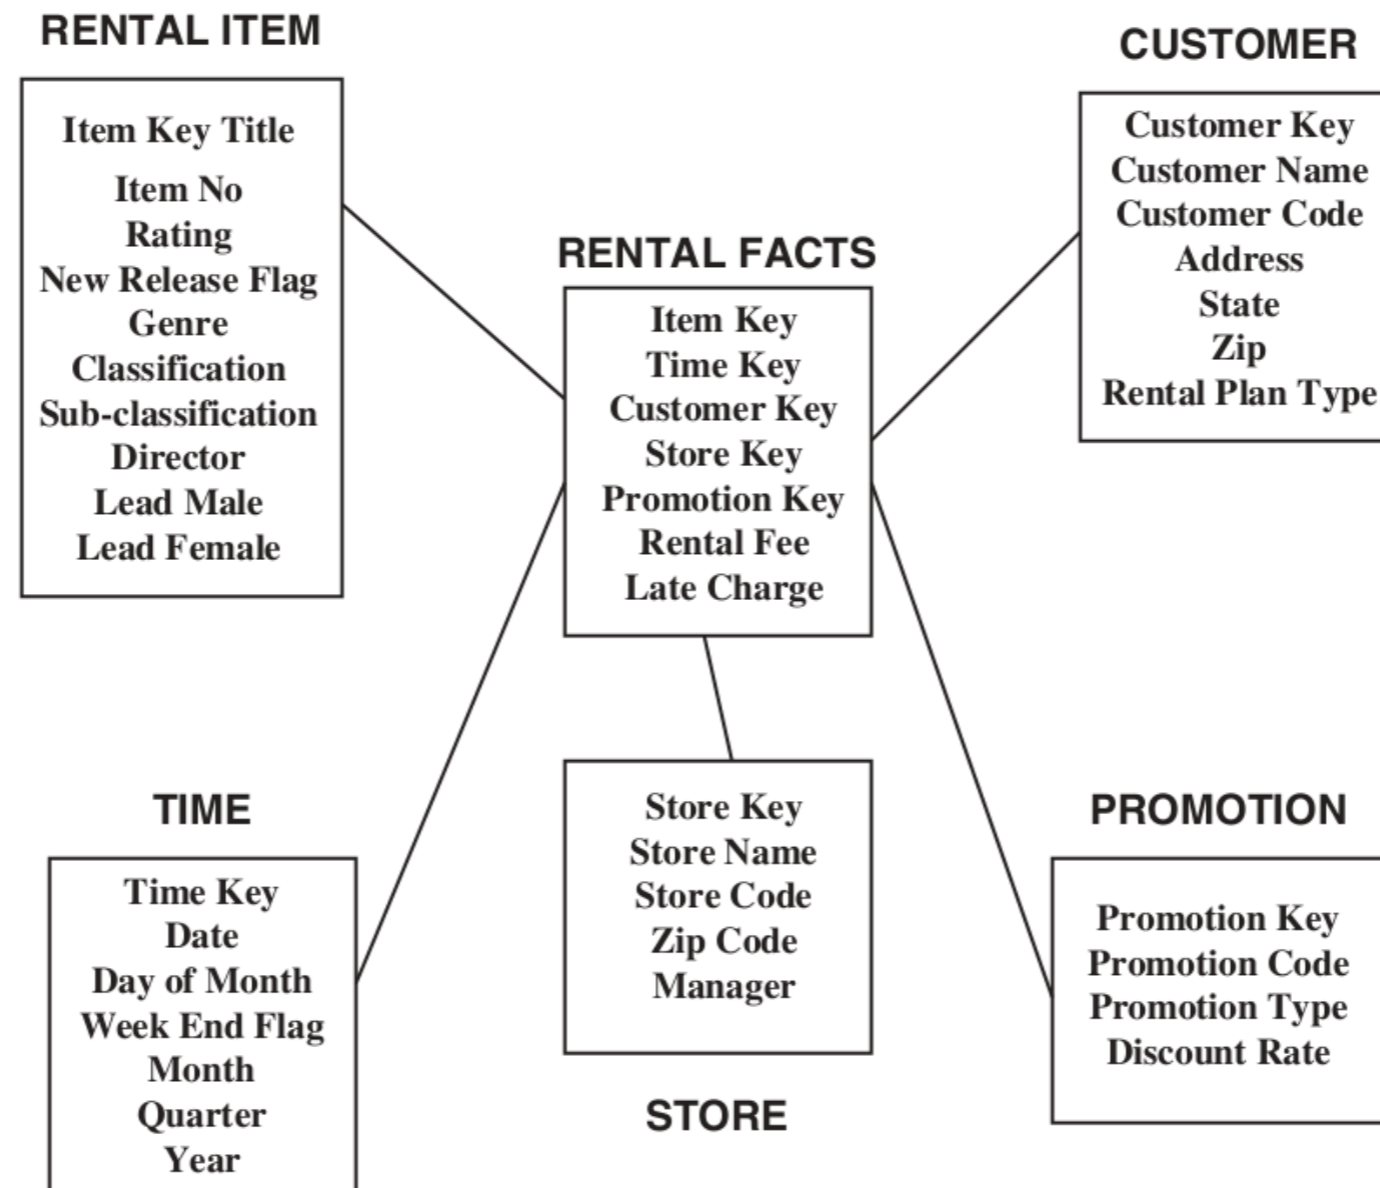 RENTAL ITEM
Item Key Title
Item No
Rating
New Release Flag
Genre
Classification
Sub-classification
Director
Lead Male
Lead Female
CUSTOMER
Customer Key
Customer Name
Customer Code
Address
State
Zip
Rental Plan Type
RENTAL FACTS
Item Key
Time Key
Customer Key
Store Key
Promotion Key
Rental Fee
Late Charge
TIME
Time Key
Date
Day of Month
Week End Flag
Month
Quarter
Year
Store Key
Store Name
Store Code
Zip Code
Manager
STORE
PROMOTION
Promotion Key
Promotion Code
Promotion Type
Discount Rate